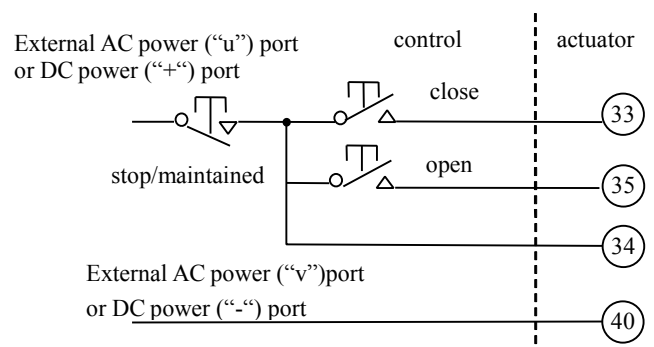 External AC power (“u”) port
or DC power (“+“) port
control
actuator
close
33
stop/maintained
open
35
34
External AC power (“v”)port
or DC power (“-“) port
40